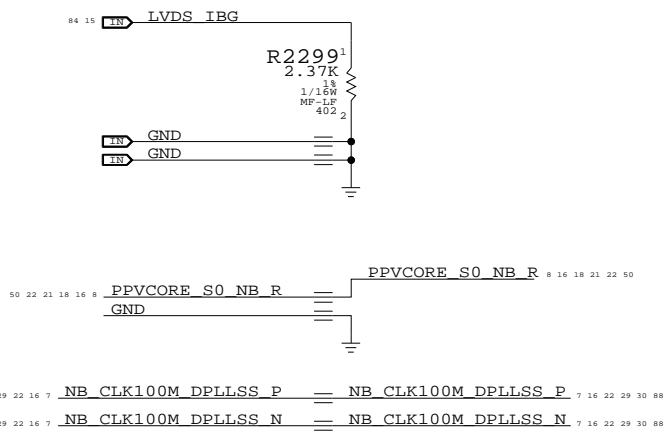 84 15 IN LVDS_IBG
R2299 1
2.37K
1%
1/16W
MF-LF
402 2
IN GND
IN GND
PPVCORE_S0_NB_R 8 16 18 21 22 50
50 22 21 18 16 8 PPVCORE_S0_NB_R
GND
29 22 16 7 NB_CLK100M_DPLLSS_P NB_CLK100M_DPLLSS_P 7 16 22 29 30 88
29 22 16 7 NB_CLK100M_DPLLSS_N NB_CLK100M_DPLLSS_N 7 16 22 29 30 88